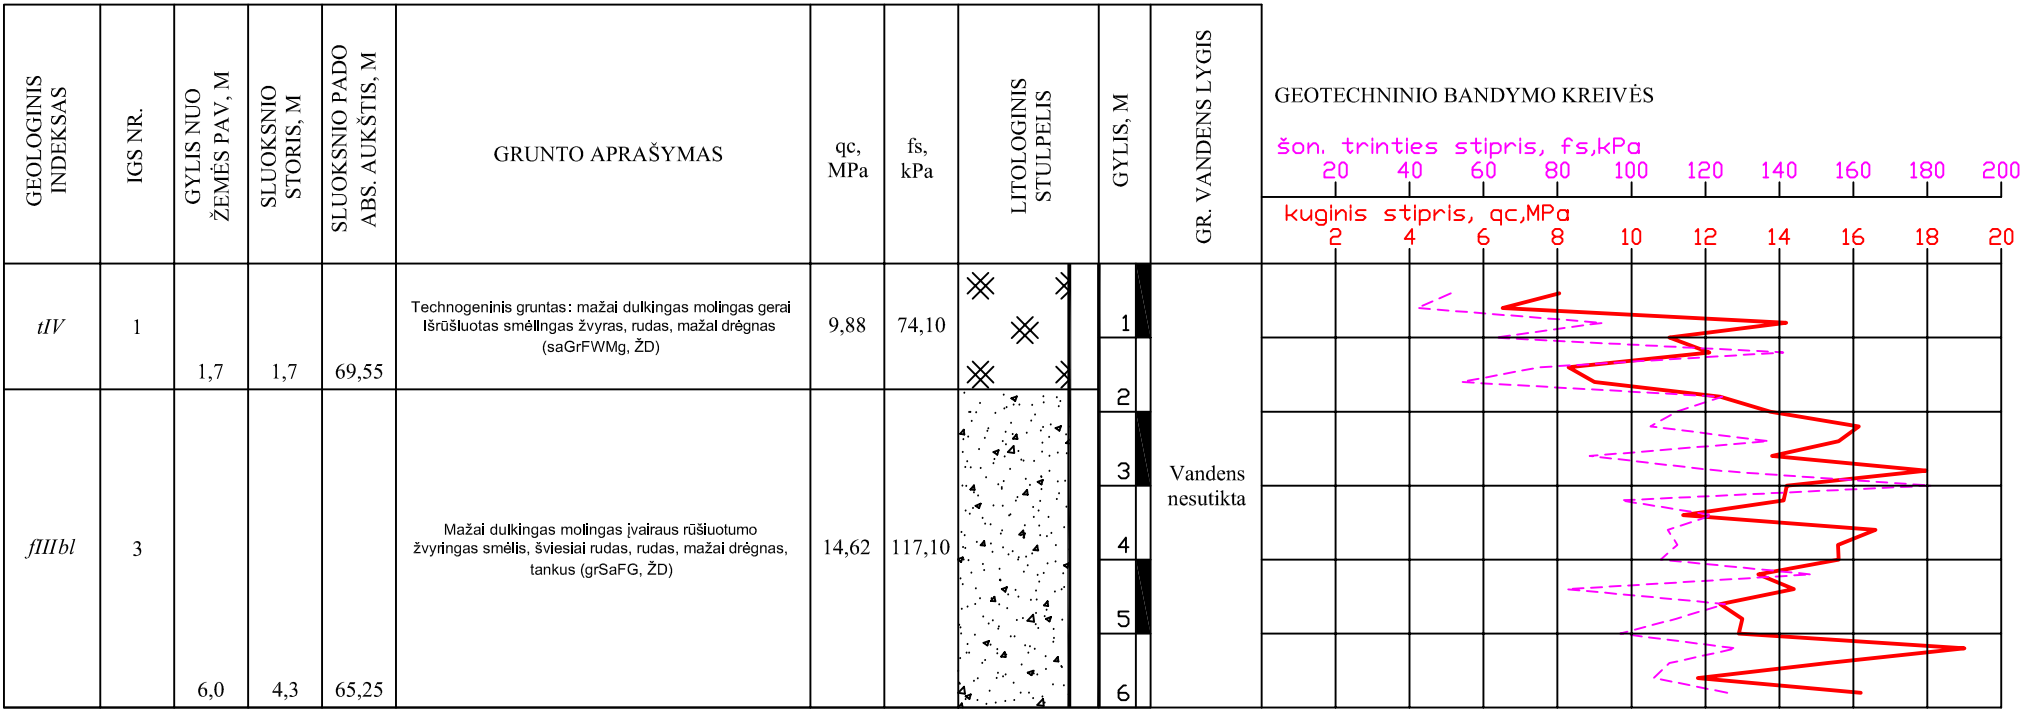 GEOLOGINIS
INDEKSAS
IGS NR.
GYLIS NUO
ŽEMĖS PAV, M
SLUOKSNIO
STORIS, M
SLUOKSNIO PADO
ABS. AUKŠTIS, M
GRUNTO APRAŠYMAS
qc,
MPa
fs,
kPa
LITOLOGINIS
STULPELIS
GYLIS, M
GR. VANDENS LYGIS
GEOTECHNINIO BANDYMO KREIVĖS
šon. trinties stipris, fs,kPa
20 40 60 80 100 120 140 160 180 200
kuginis stipris, qc,MPa
2 4 6 8 10 12 14 16 18 20
tIV
1
1,7
1,7
69,55
Technogeninis gruntas: mažai dulkingas molingas gerai
Išrūšluotas smėlingas žvyras, rudas, mažai drėgnas
(saGrFWMg, ŽD)
9,88
74,10
fIIIbl
3
6,0
4,3
65,25
Mažai dulkingas molingas įvairaus rūšiuotumo
žvyringas smėlis, šviesiai rudas, rudas, mažai drėgnas,
tankus (grSaFG, ŽD)
14,62
117,10
1
2
3
4
5
6
Vandens
nesutikta